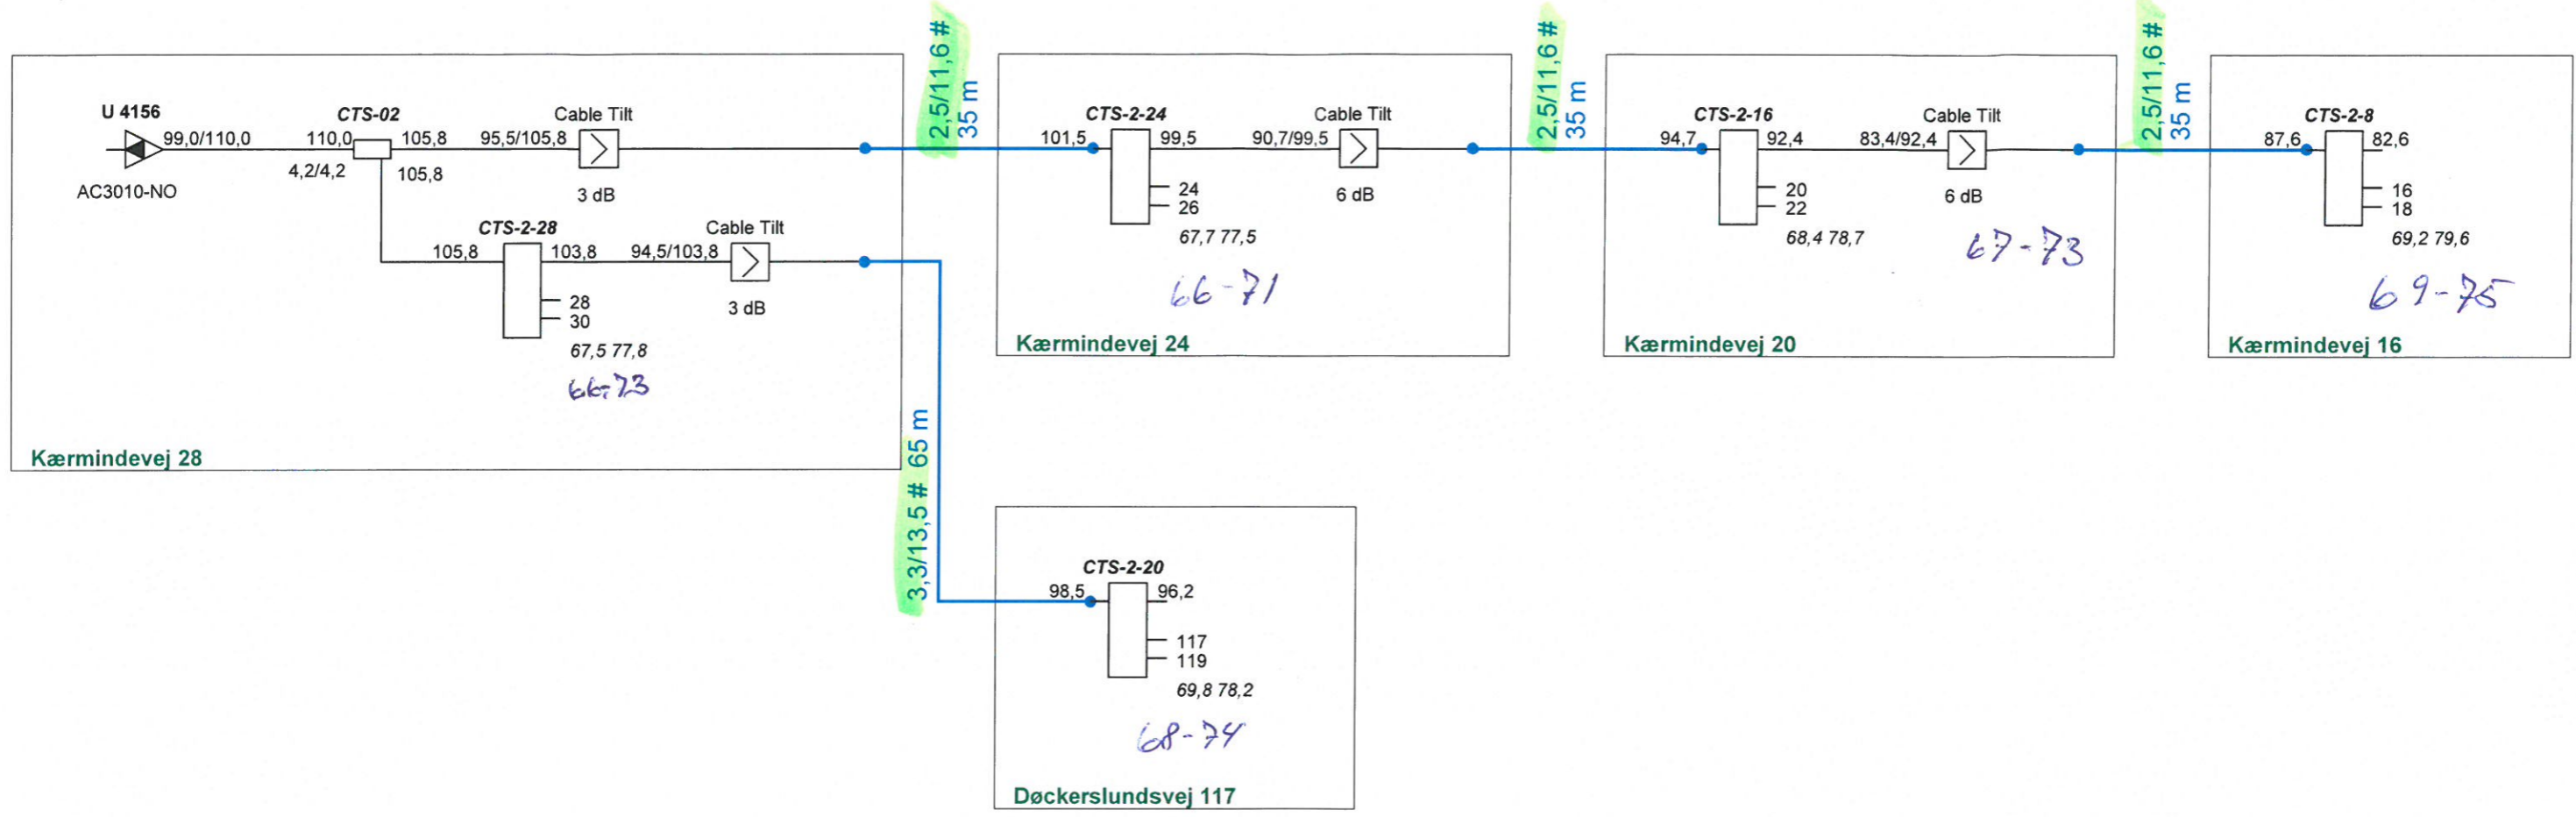 U 4156
99,0/110,0
AC3010-NO
CTS-02
110,0
105,8
4,2/4,2
105,8
95,5/105,8
Cable Tilt
3 dB
CTS-2-28
105,8
103,8
28
30
67,5 77,8
66-73
94,5/103,8
Cable Tilt
3 dB
Kærmindevej 28
2,5/11,6 #
35 m
3,3/13,5 # 65 m
CTS-2-24
101,5
99,5
24
26
67,7 77,5
66-71
90,7/99,5
Cable Tilt
6 dB
Kærmindevej 24
2,5/11,6 #
35 m
CTS-2-16
94,7
92,4
20
22
68,4 78,7
83,4/92,4
Cable Tilt
6 dB
67-73
Kærmindevej 20
2,5/11,6 #
35 m
CTS-2-8
87,6
82,6
16
18
69,2 79,6
69-75
Kærmindevej 16
CTS-2-20
98,5
96,2
117
119
69,8 78,2
68-74
Døckerslundsvej 117